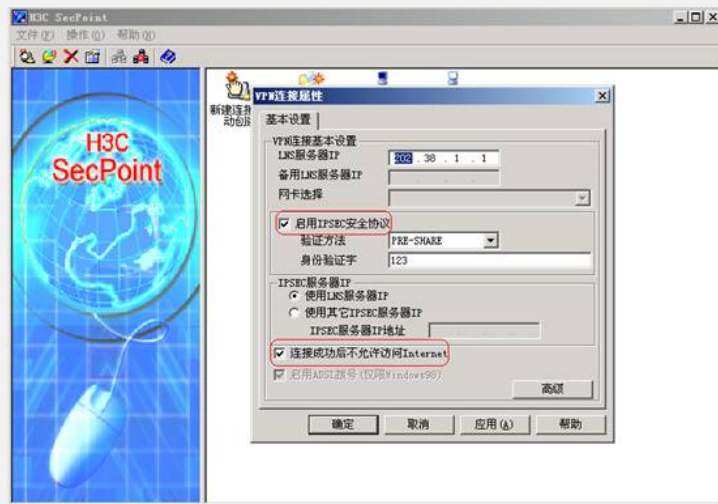 H3C SecPoint
文件(F) 操作(O) 帮助(H)
H3C
SecPoint
新建连接
VPN连接属性
基本设置
VPN连接基本设置
LNS服务器IP 202 . 38 . 1 . 1
备用LNS服务器IP
网卡选择
启用IPSEC安全协议
验证方法 PRE-SHARE
身份验证字 123
IPSEC服务器IP
使用LNS服务器IP
使用其它IPSEC服务器IP
IPSEC服务器IP地址
连接成功后不允许访问Internet
启用ADSL拨号(仅限Windows98)
高级
确定 取消 应用(A) 帮助